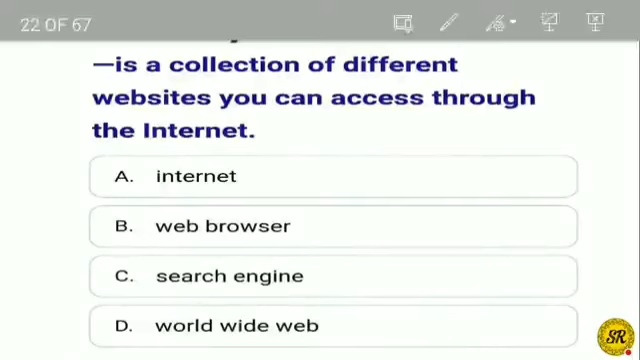 22 OF 67
—is a collection of different
websites you can access through
the Internet.
A. internet
B. web browser
C. search engine
D. world wide web
SR